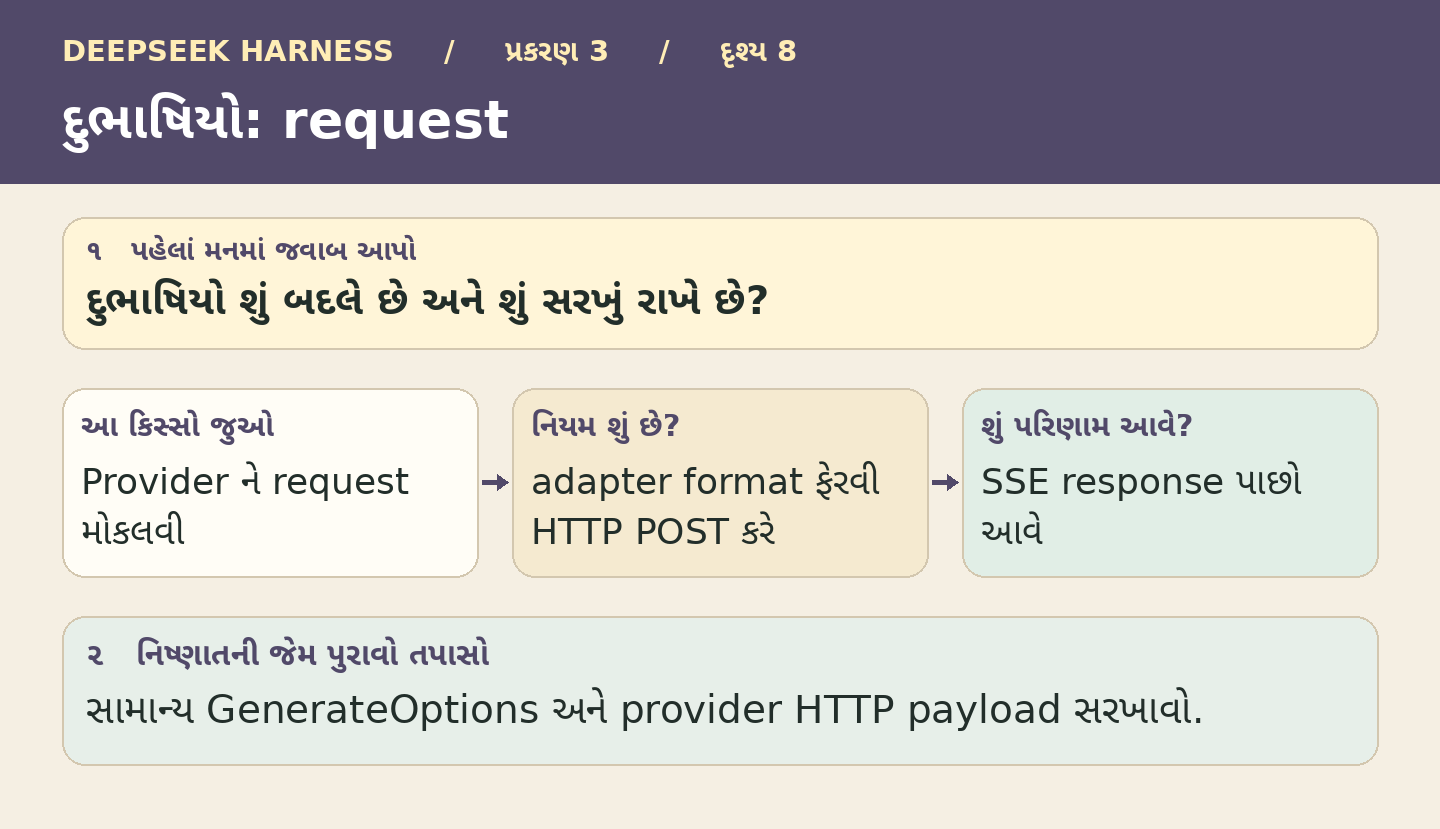 DEEPSEEK HARNESS / પ્રકરણ 3 / દૃશ્ય 8
દુભાષિયો: request
૧ પહેલાં મનમાં જવાબ આપો
દુભાષિયો શું બદલે છે અને શું સરખું રાખે છે?
આ કિસ્સો જુઓ
Provider ને request
મોકલવી
નિયમ શું છે?
adapter format ફેરવી
HTTP POST કરે
શું પરિણામ આવે?
SSE response પાછો
આવે
૨ નિષ્ણાતની જેમ પુરાવો તપાસો
સામાન્ય GenerateOptions અને provider HTTP payload સરખાવો.